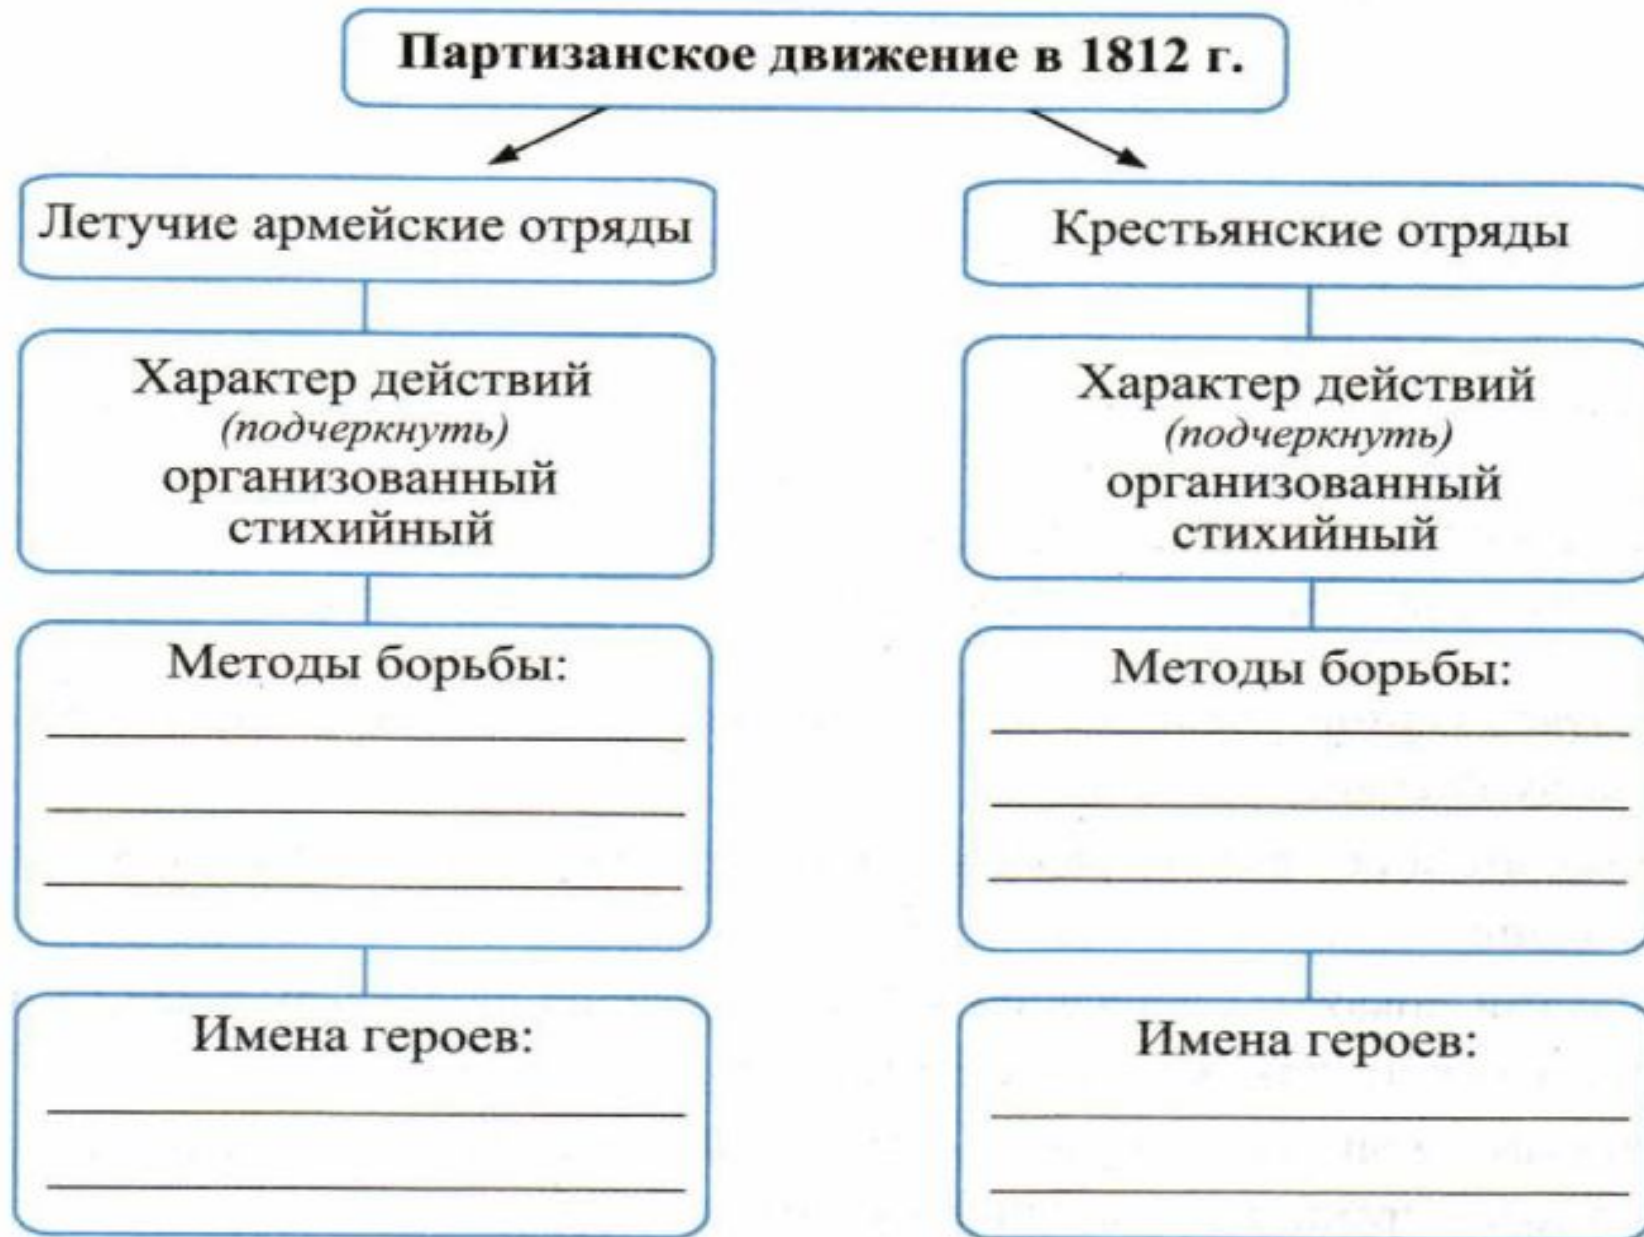 Партизанское движение в 1812 г.
Летучие армейские отряды
Характер действий
(подчеркнуть)
организованный
стихийный
Методы борьбы:
Имена героев:
Крестьянские отряды
Характер действий
(подчеркнуть)
организованный
стихийный
Методы борьбы:
Имена героев: